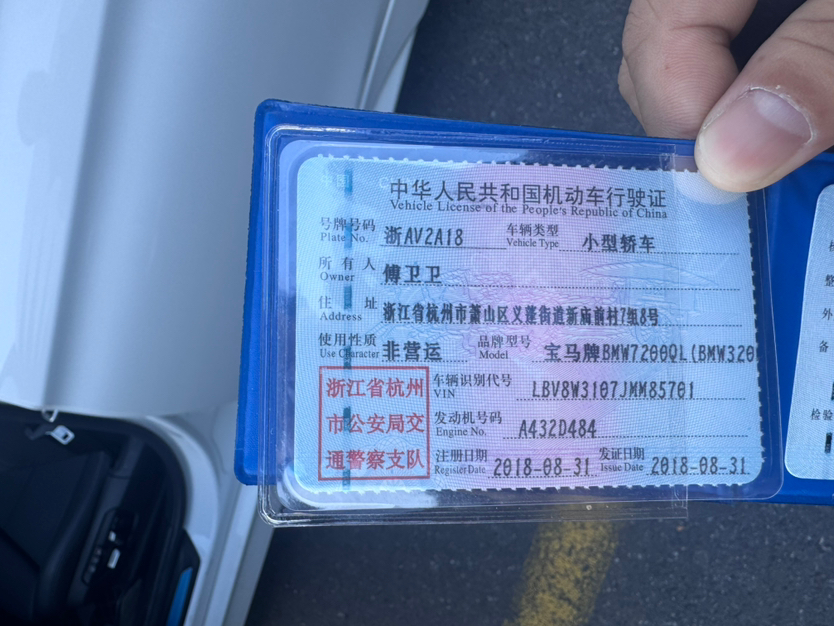 中华人民共和国机动车行驶证
Vehicle License of the People's Republic of China
号牌号码 浙AV2A18 车辆类型 小型轿车
Plate No. Vehicle Type
所有人 傅卫卫
Owner
住址 浙江省杭州市萧山区义蓬街道新庙前村7组8号
Address
使用性质 非营运 品牌型号 宝马牌BMW7200QL(BMW320
Use Character Model
浙江省杭州 车辆识别代号 LBV8W3107JMM85701
VIN
市公安局交 发动机号码 A432D484
Engine No.
通警察支队 注册日期 2018-08-31 发证日期 2018-08-31
Register Date Issue Date
整
外
备
检验